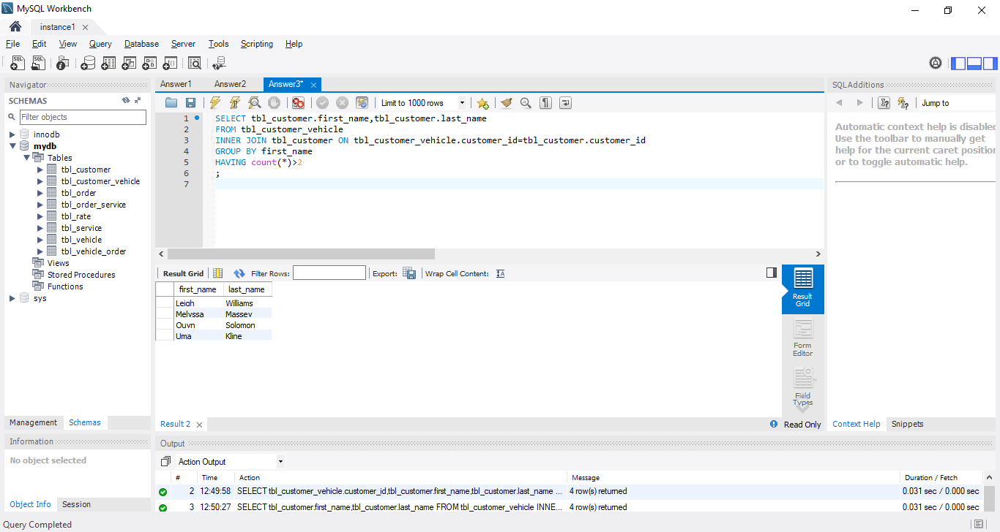 MySQL Workbench
instance1
File Edit View Query Database Server Tools Scripting Help
Navigator
SCHEMAS
Filter objects
innodb
mydb
Tables
tbl_customer
tbl_customer_vehicle
tbl_order
tbl_order_service
tbl_rate
tbl_service
tbl_vehicle
tbl_vehicle_order
Views
Stored Procedures
Functions
sys
Management Schemas
Information
No object selected
Object Info Session
Answer1 Answer2 Answer3*
Limit to 1000 rows
1 SELECT tbl_customer.first_name,tbl_customer.last_name
2 FROM tbl_customer_vehicle
3 INNER JOIN tbl_customer ON tbl_customer_vehicle.customer_id=tbl_customer.customer_id
4 GROUP BY first_name
5 HAVING count(*)>2
6 ;
7
Result Grid Filter Rows: Export: Wrap Cell Content:
first_name last_name
Leigh Williams
Melyssa Massey
Quyn Solomon
Uma Kline
Result Grid
Form Editor
Field Types
Result 2
Read Only
SQLAdditions
Jump to
Automatic context help is disabled
Use the toolbar to manually get
help for the current caret position
or to toggle automatic help.
Context Help Snippets
Output
Action Output
# Time Action Message Duration / Fetch
2 12:49:58 SELECT tbl_customer_vehicle.customer_id,tbl_customer.first_name,tbl_customer.last_name ... 4 row(s) returned 0.031 sec / 0.000 sec
3 12:50:27 SELECT tbl_customer.first_name,tbl_customer.last_name FROM tbl_customer_vehicle INNE... 4 row(s) returned 0.031 sec / 0.000 sec
Query Completed